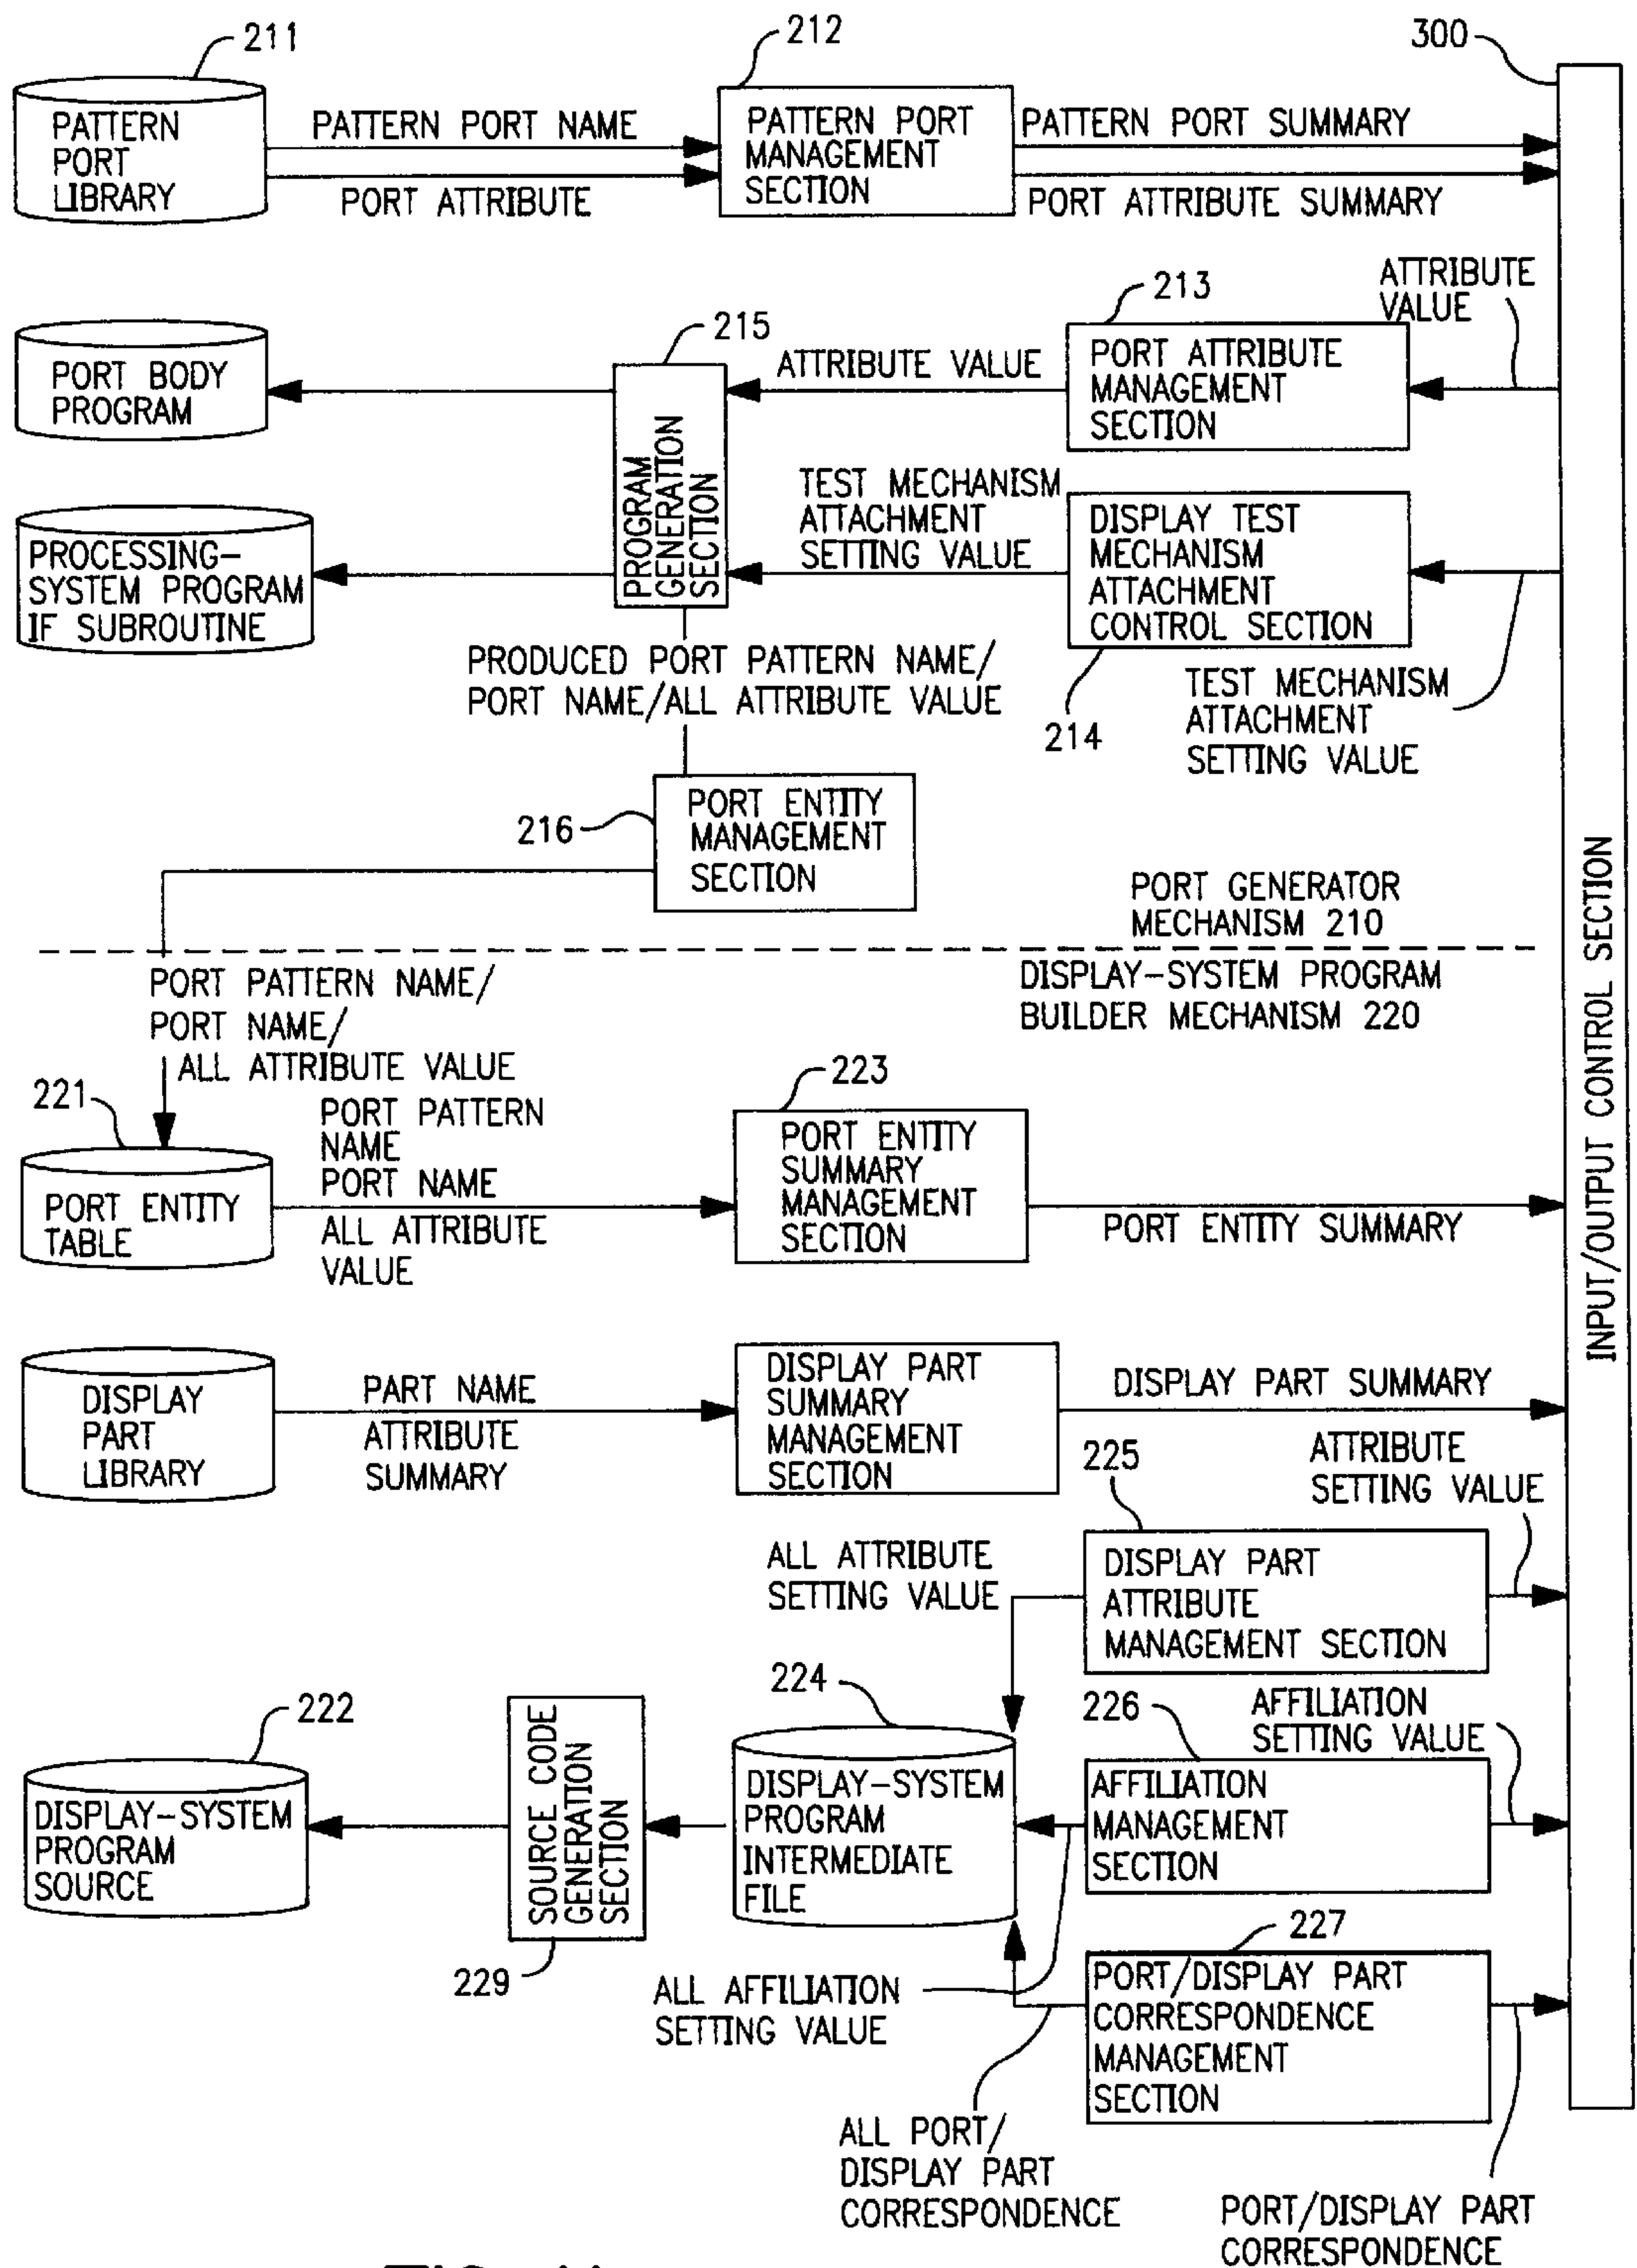 211
212
300
PATTERN
PORT
LIBRARY
PATTERN PORT NAME
PORT ATTRIBUTE
PATTERN PORT
MANAGEMENT
SECTION
PATTERN PORT SUMMARY
PORT ATTRIBUTE SUMMARY
ATTRIBUTE
VALUE
213
215
PORT BODY
PROGRAM
ATTRIBUTE VALUE
PORT ATTRIBUTE
MANAGEMENT
SECTION
PROGRAM
GENERATION
SECTION
TEST MECHANISM
ATTACHMENT
SETTING VALUE
DISPLAY TEST
MECHANISM
ATTACHMENT
CONTROL SECTION
PROCESSING-
SYSTEM PROGRAM
IF SUBROUTINE
PRODUCED PORT PATTERN NAME/
PORT NAME/ALL ATTRIBUTE VALUE
214
TEST MECHANISM
ATTACHMENT
SETTING VALUE
216
PORT ENTITY
MANAGEMENT
SECTION
PORT GENERATOR
MECHANISM 210
INPUT/OUTPUT CONTROL SECTION
DISPLAY-SYSTEM PROGRAM
BUILDER MECHANISM 220
PORT PATTERN NAME/
PORT NAME/
ALL ATTRIBUTE VALUE
221
223
PORT ENTITY
TABLE
PORT PATTERN
NAME
PORT NAME
ALL ATTRIBUTE
VALUE
PORT ENTITY
SUMMARY
MANAGEMENT
SECTION
PORT ENTITY SUMMARY
DISPLAY
PART
LIBRARY
PART NAME
ATTRIBUTE
SUMMARY
DISPLAY PART
SUMMARY
MANAGEMENT
SECTION
DISPLAY PART SUMMARY
225
ATTRIBUTE
SETTING VALUE
ALL ATTRIBUTE
SETTING VALUE
DISPLAY PART
ATTRIBUTE
MANAGEMENT SECTION
222
224
226
AFFILIATION
SETTING VALUE
DISPLAY-SYSTEM
PROGRAM
SOURCE
SOURCE CODE
GENERATION
SECTION
DISPLAY-SYSTEM
PROGRAM
INTERMEDIATE
FILE
AFFILIATION
MANAGEMENT
SECTION
229
227
ALL AFFILIATION
SETTING VALUE
PORT/DISPLAY PART
CORRESPONDENCE
MANAGEMENT
SECTION
ALL PORT/
DISPLAY PART
CORRESPONDENCE
PORT/DISPLAY PART
CORRESPONDENCE